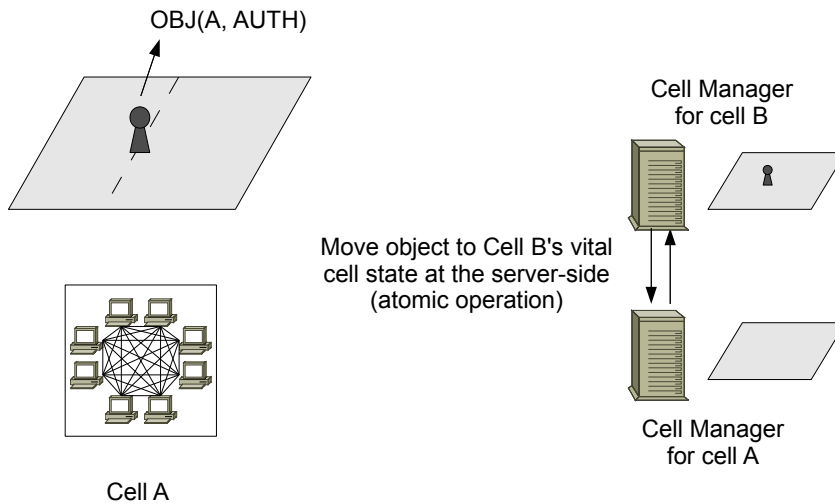 OBJ(A, AUTH)
Cell Manager
for cell B
Move object to Cell B's vital
cell state at the server-side
(atomic operation)
Cell Manager
for cell A
Cell A